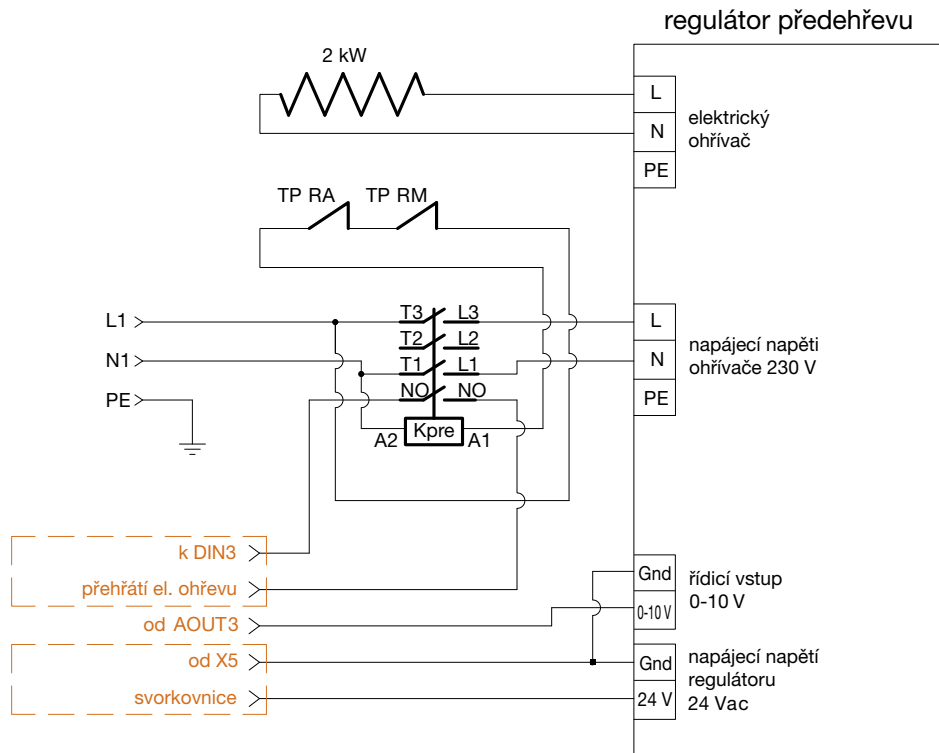 regulátor předehřevu
2 kW
L
N
PE
elektrický
ohřívač
TP RA
TP RM
L1
N1
PE
T3
L3
T2
L2
T1
L1
NO
NO
A2
Kpre
A1
L
N
PE
napájecí napěti
ohřívače 230 V
k DIN3
přehřátí el. ohřevu
od AOUT3
od X5
svorkovnice
Gnd
0-10 V
řídicí vstup
0-10 V
Gnd
24 V
napájecí napětí
regulátoru
24 Vac